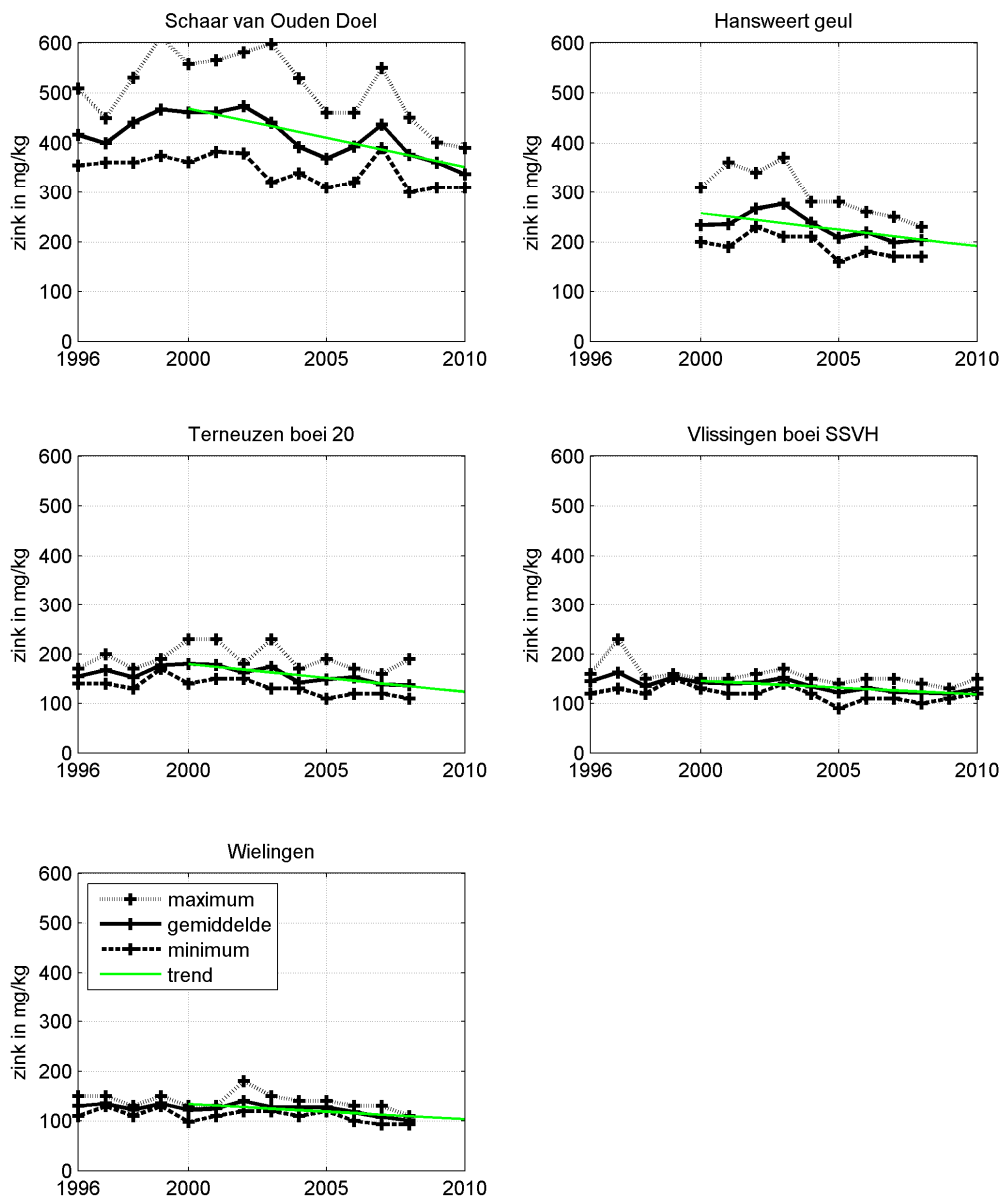 Schaar van Ouden Doel
600
500
400
300
200
100
0
zink in mg/kg
1996 2000 2005 2010
Hansweert geul
600
500
400
300
200
100
0
zink in mg/kg
1996 2000 2005 2010
Terneuzen boei 20
600
500
400
300
200
100
0
zink in mg/kg
1996 2000 2005 2010
Vlissingen boei SSVH
600
500
400
300
200
100
0
zink in mg/kg
1996 2000 2005 2010
Wielingen
600
500
400
300
200
100
0
zink in mg/kg
maximum
gemiddelde
minimum
trend
1996 2000 2005 2010